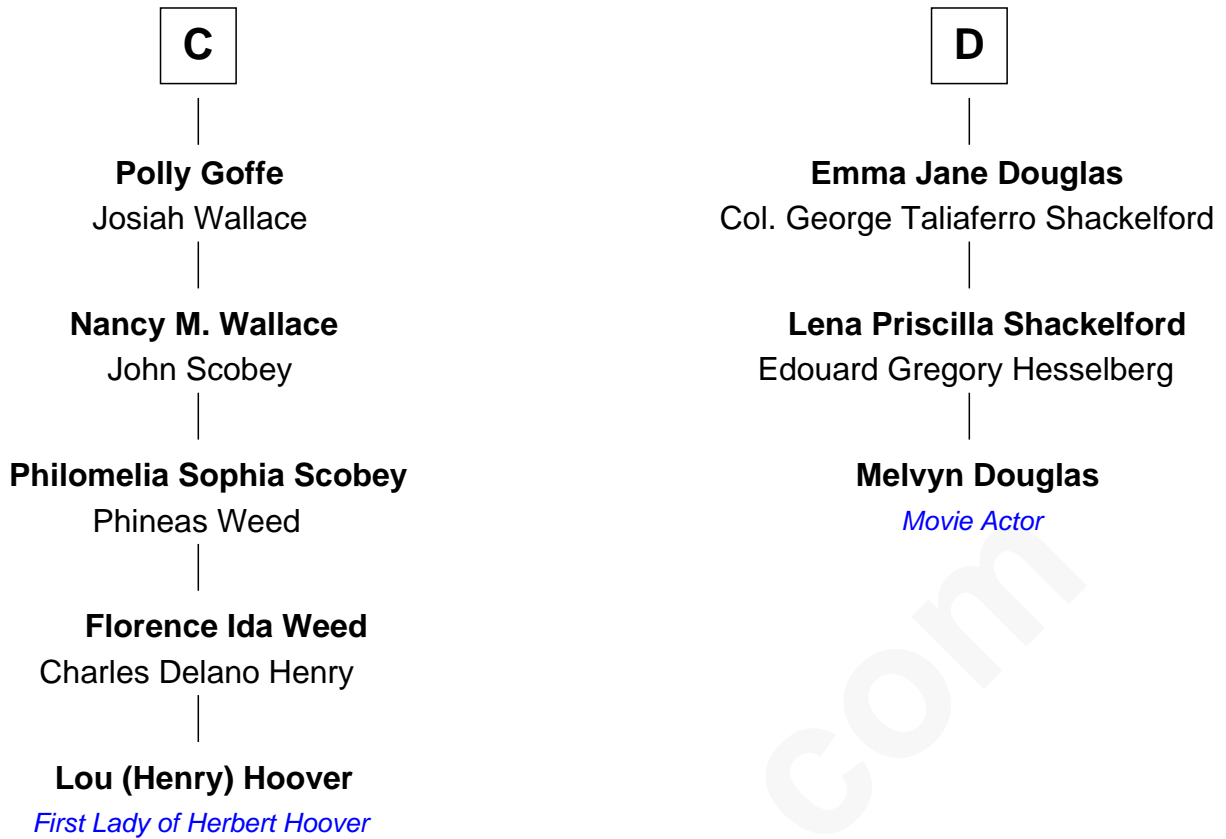 C
Polly Goffe
Josiah Wallace
Nancy M. Wallace
John Scobey
Philomelia Sophia Scobey
Phineas Weed
Florence Ida Weed
Charles Delano Henry
Lou (Henry) Hoover
First Lady of Herbert Hoover
D
Emma Jane Douglas
Col. George Taliaferro Shackelford
Lena Priscilla Shackelford
Edouard Gregory Hesselberg
Melvyn Douglas
Movie Actor
com